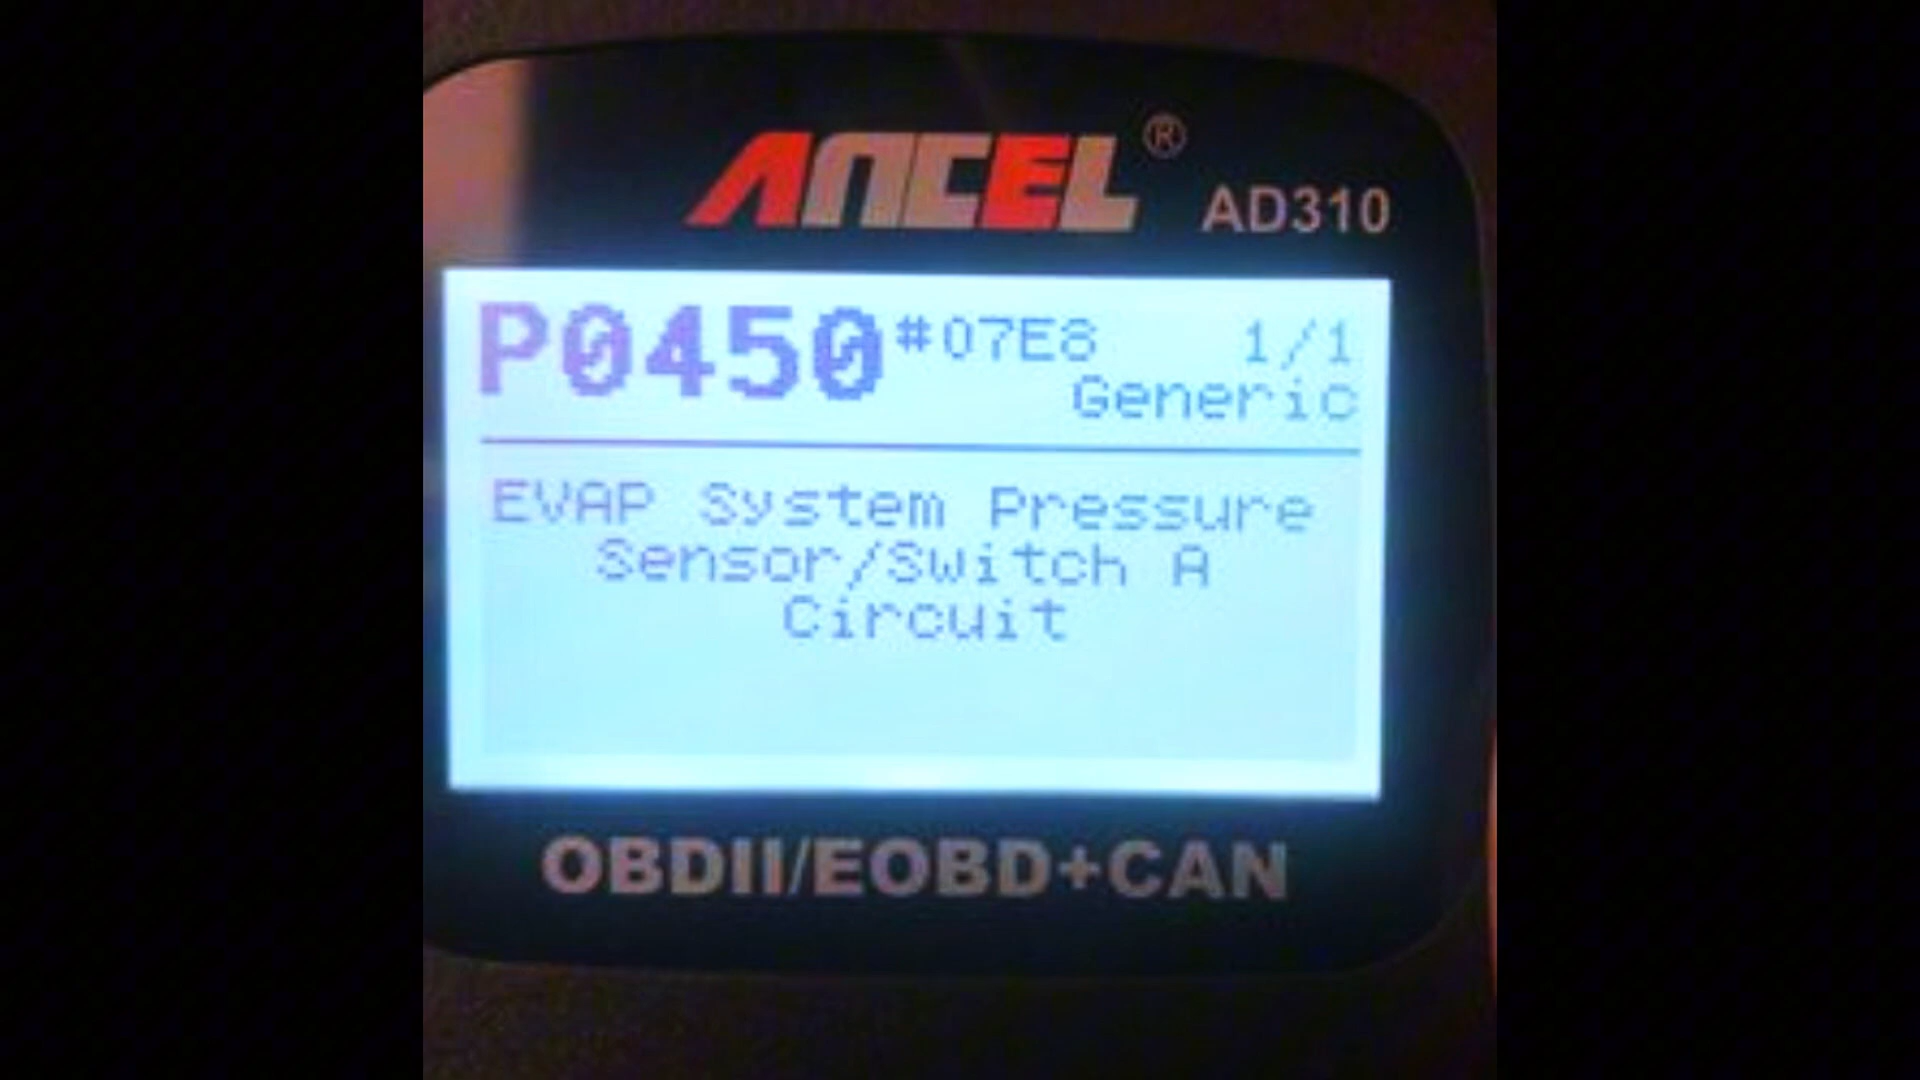 ANCEL®
AD310
P0450 #07E8 1/1
Generic
EVAP System Pressure
Sensor/Switch A
Circuit
OBDII/EOBD+CAN